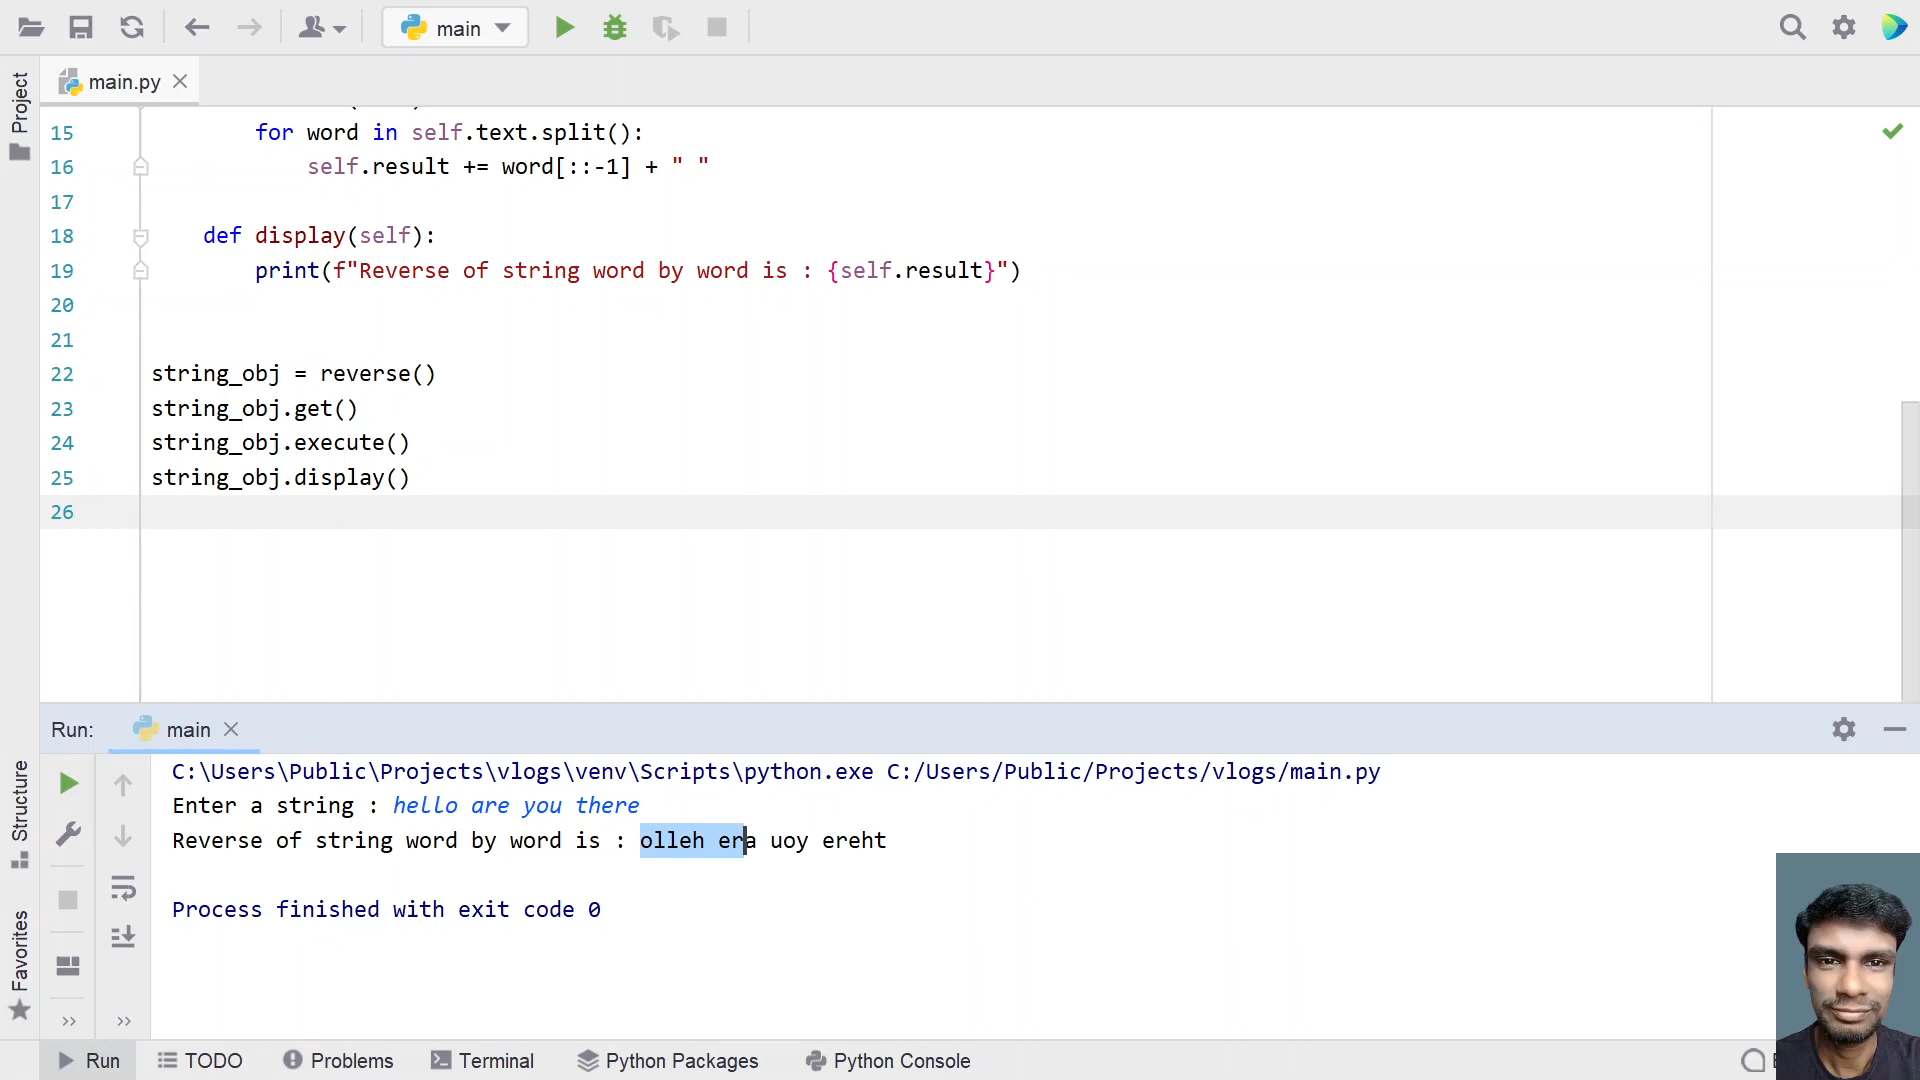 main
main.py
Project
15 for word in self.text.split():
16 self.result += word[::-1] + " "
17
18 def display(self):
19 print(f"Reverse of string word by word is : {self.result}")
20
21
22 string_obj = reverse()
23 string_obj.get()
24 string_obj.execute()
25 string_obj.display()
26
Run: main
C:\Users\Public\Projects\vlogs\venv\Scripts\python.exe C:/Users/Public/Projects/vlogs/main.py
Enter a string : hello are you there
Reverse of string word by word is : olleh era uoy ereht
Process finished with exit code 0
Structure
Favorites
Run TODO Problems Terminal Python Packages Python Console